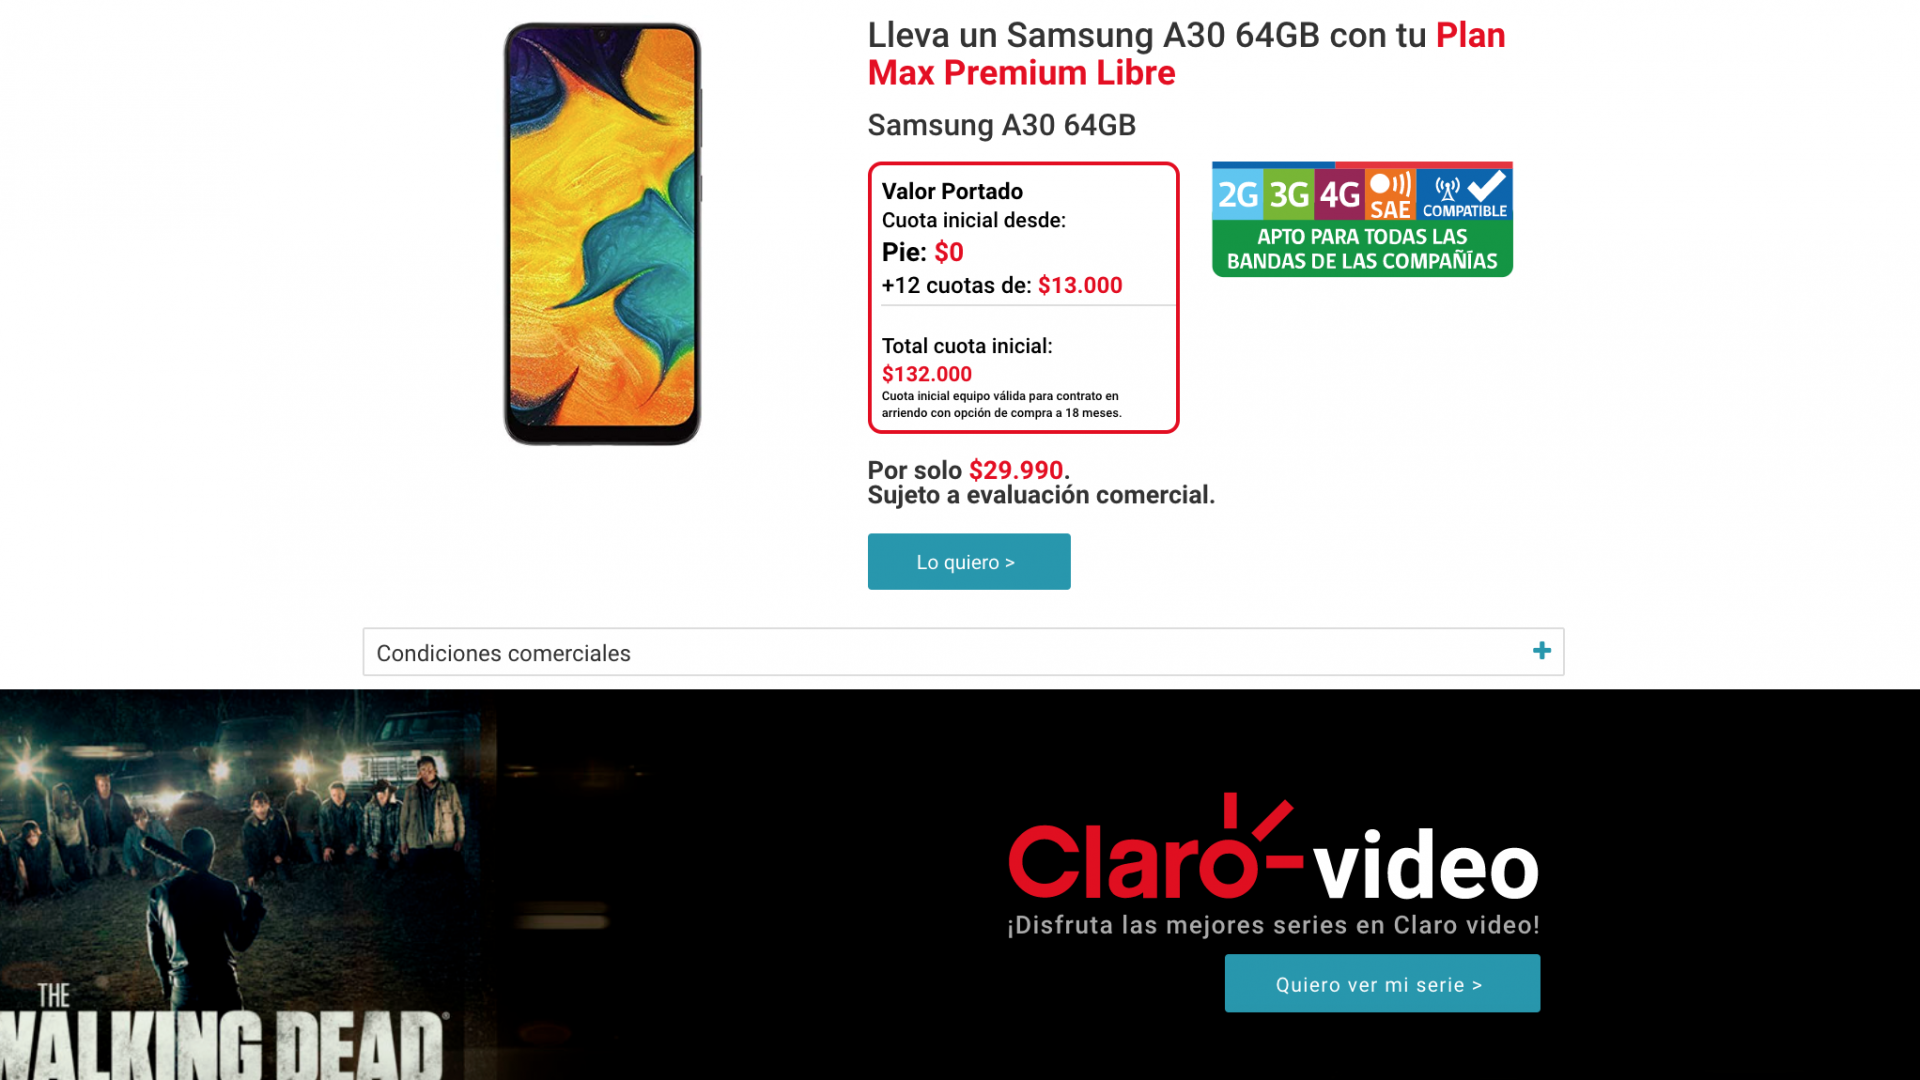 Lleva un Samsung A30 64GB con tu Plan
Max Premium Libre
Samsung A30 64GB
Valor Portado
Cuota inicial desde:
Pie: $0
+12 cuotas de: $13.000
Total cuota inicial:
$132.000
Cuota inicial equipo válida para contrato en
arriendo con opción de compra a 18 meses.
2G 3G 4G SAE COMPATIBLE
APTO PARA TODAS LAS
BANDAS DE LAS COMPAÑÍAS
Por solo $29.990.
Sujeto a evaluación comercial.
Lo quiero >
Condiciones comerciales
+
THE
WALKING DEAD
Claro video
¡Disfruta las mejores series en Claro video!
Quiero ver mi serie >